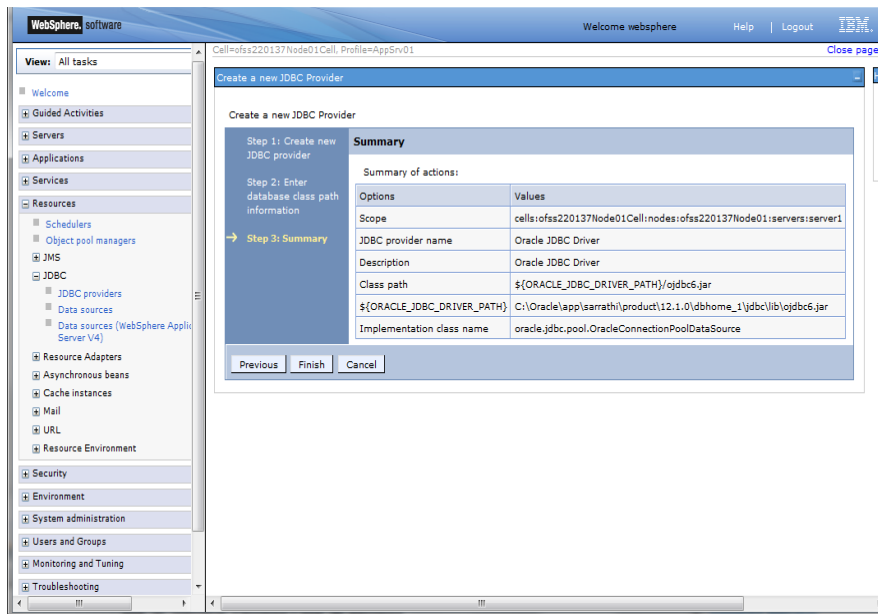 WebSphere. software
Welcome websphere
Help | Logout
IBM.
View: All tasks
Cell=ofss220137Node01Cell, Profile=AppSrv01
Close page
Welcome
Guided Activities
Servers
Applications
Services
Resources
Schedulers
Object pool managers
JMS
JDBC
JDBC providers
Data sources
Data sources (WebSphere Applic
Server V4)
Resource Adapters
Asynchronous beans
Cache instances
Mail
URL
Resource Environment
Security
Environment
System administration
Users and Groups
Monitoring and Tuning
Troubleshooting
Create a new JDBC Provider
Create a new JDBC Provider
Step 1: Create new
JDBC provider
Step 2: Enter
database class path
information
Step 3: Summary
Summary
Summary of actions:
Options Values
Scope cells:ofss220137Node01Cell:nodes:ofss220137Node01:servers:server1
JDBC provider name Oracle JDBC Driver
Description Oracle JDBC Driver
Class path ${ORACLE_JDBC_DRIVER_PATH}/ojdbc6.jar
${ORACLE_JDBC_DRIVER_PATH} C:\Oracle\app\sarrathi\product\12.1.0\dbhome_1\jdbc\lib\ojdbc6.jar
Implementation class name oracle.jdbc.pool.OracleConnectionPoolDataSource
Previous Finish Cancel